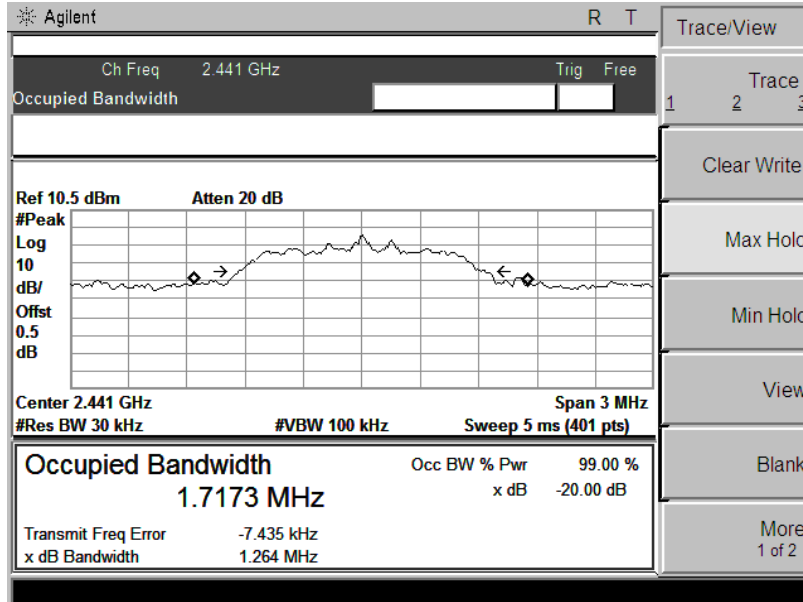 Agilent R T
Trace/View
Ch Freq 2.441 GHz Trig Free
Occupied Bandwidth
Trace
1 2 3
Clear Write
Max Hold
Min Hold
View
Blank
More
1 of 2
Ref 10.5 dBm Atten 20 dB
#Peak
Log
10
dB/
Offst
0.5
dB
Center 2.441 GHz Span 3 MHz
#Res BW 30 kHz #VBW 100 kHz Sweep 5 ms (401 pts)
Occupied Bandwidth Occ BW % Pwr 99.00 %
1.7173 MHz x dB -20.00 dB
Transmit Freq Error -7.435 kHz
x dB Bandwidth 1.264 MHz